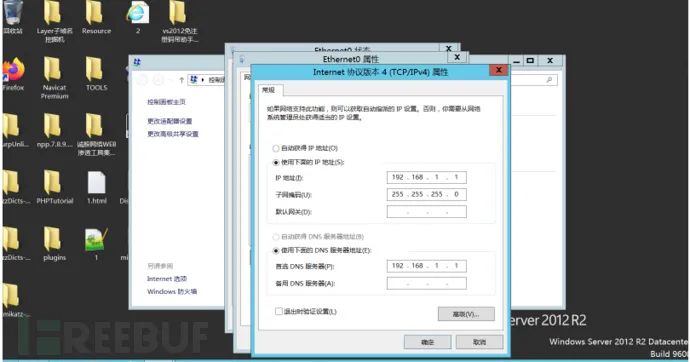 回收站
Layer子域名
挖掘机
Resource
2
vs2012免注
册码帮助手...
Firefox
Navicat
Premium
TOOLS
npp.7.8.9...
诚殷网络WEB
渗透工具集...
PHPTutorial
1.html
plugins
1
Ethernet0 状态
Ethernet0 属性
控制面板主页
更改适配器设置
更改高级共享设置
另请参阅
Internet 选项
Windows 防火墙
Internet 协议版本 4 (TCP/IPv4) 属性
常规
如果网络支持此功能，则可以获取自动指派的 IP 设置。否则，你需要从网络
系统管理员处获得适当的 IP 设置。
自动获得 IP 地址(O)
使用下面的 IP 地址(S):
IP 地址(I): 192 . 168 . 1 . 1
子网掩码(U): 255 . 255 . 255 . 0
默认网关(D): . . .
自动获得 DNS 服务器地址(B)
使用下面的 DNS 服务器地址(E):
首选 DNS 服务器(P): 192 . 168 . 1 . 1
备用 DNS 服务器(A): . . .
退出时验证设置(L)
高级(V)...
确定
取消
erver 2012 R2
Windows Server 2012 R2 Datacente
Build 960
REEBUF